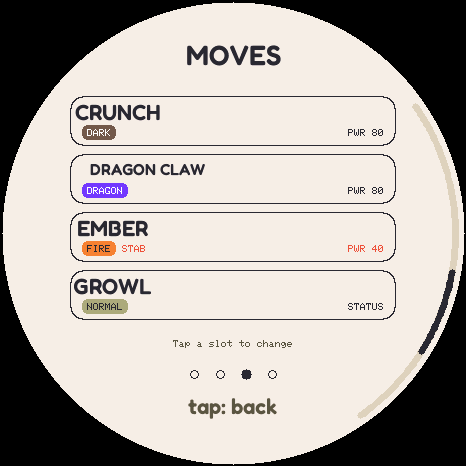 MOVES
CRUNCH
DARK PWR 80
DRAGON CLAW
DRAGON PWR 80
EMBER
FIRE STAB PWR 40
GROWL
NORMAL STATUS
Tap a slot to change
tap: back